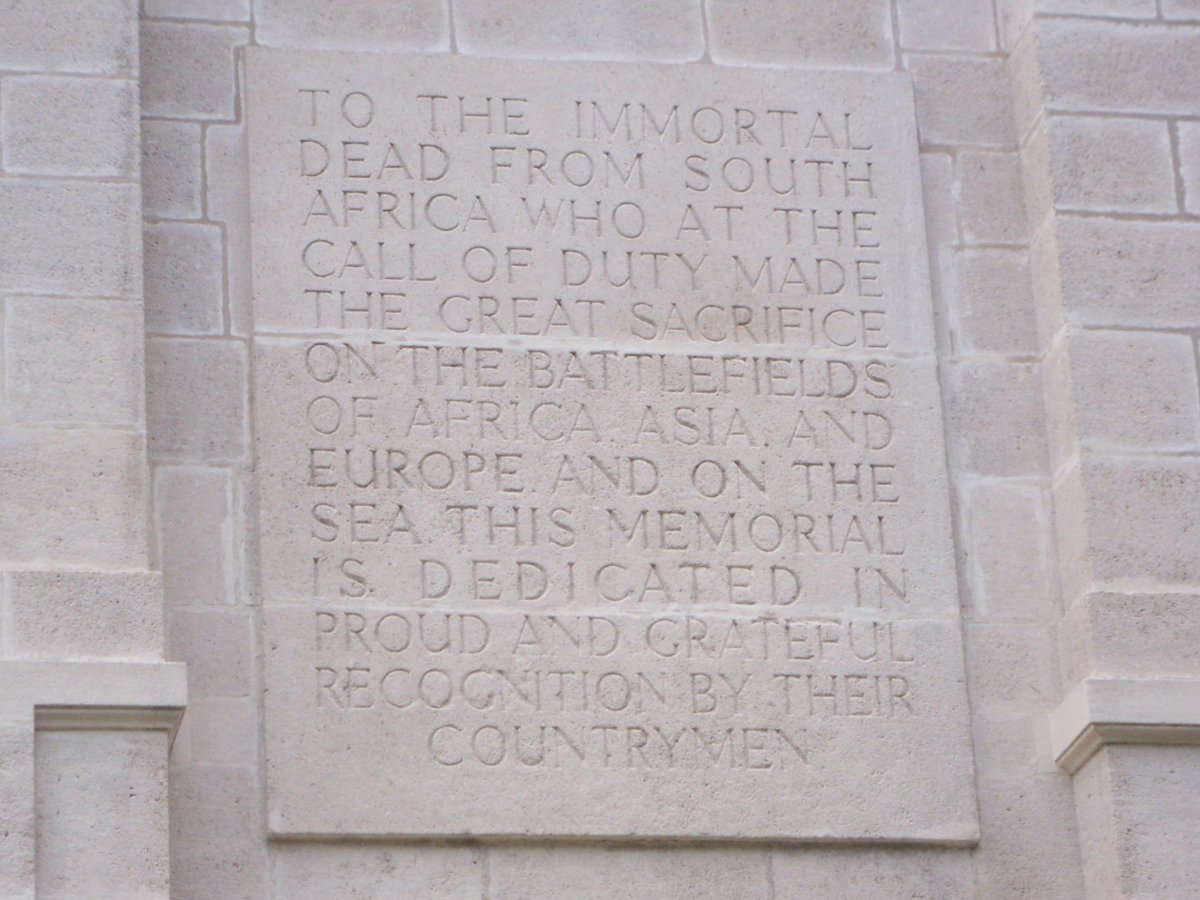 TO THE IMMORTAL
DEAD FROM SOUTH
AFRICA WHO AT THE
CALL OF DUTY MADE
THE GREAT SACRIFICE
ON THE BATTLEFIELDS
OF AFRICA. ASIA. AND
EUROPE. AND ON THE
SEA. THIS MEMORIAL
IS. DEDICATED IN
PROUD AND GRATEFUL
RECOGNITION BY THEIR
COUNTRYMEN